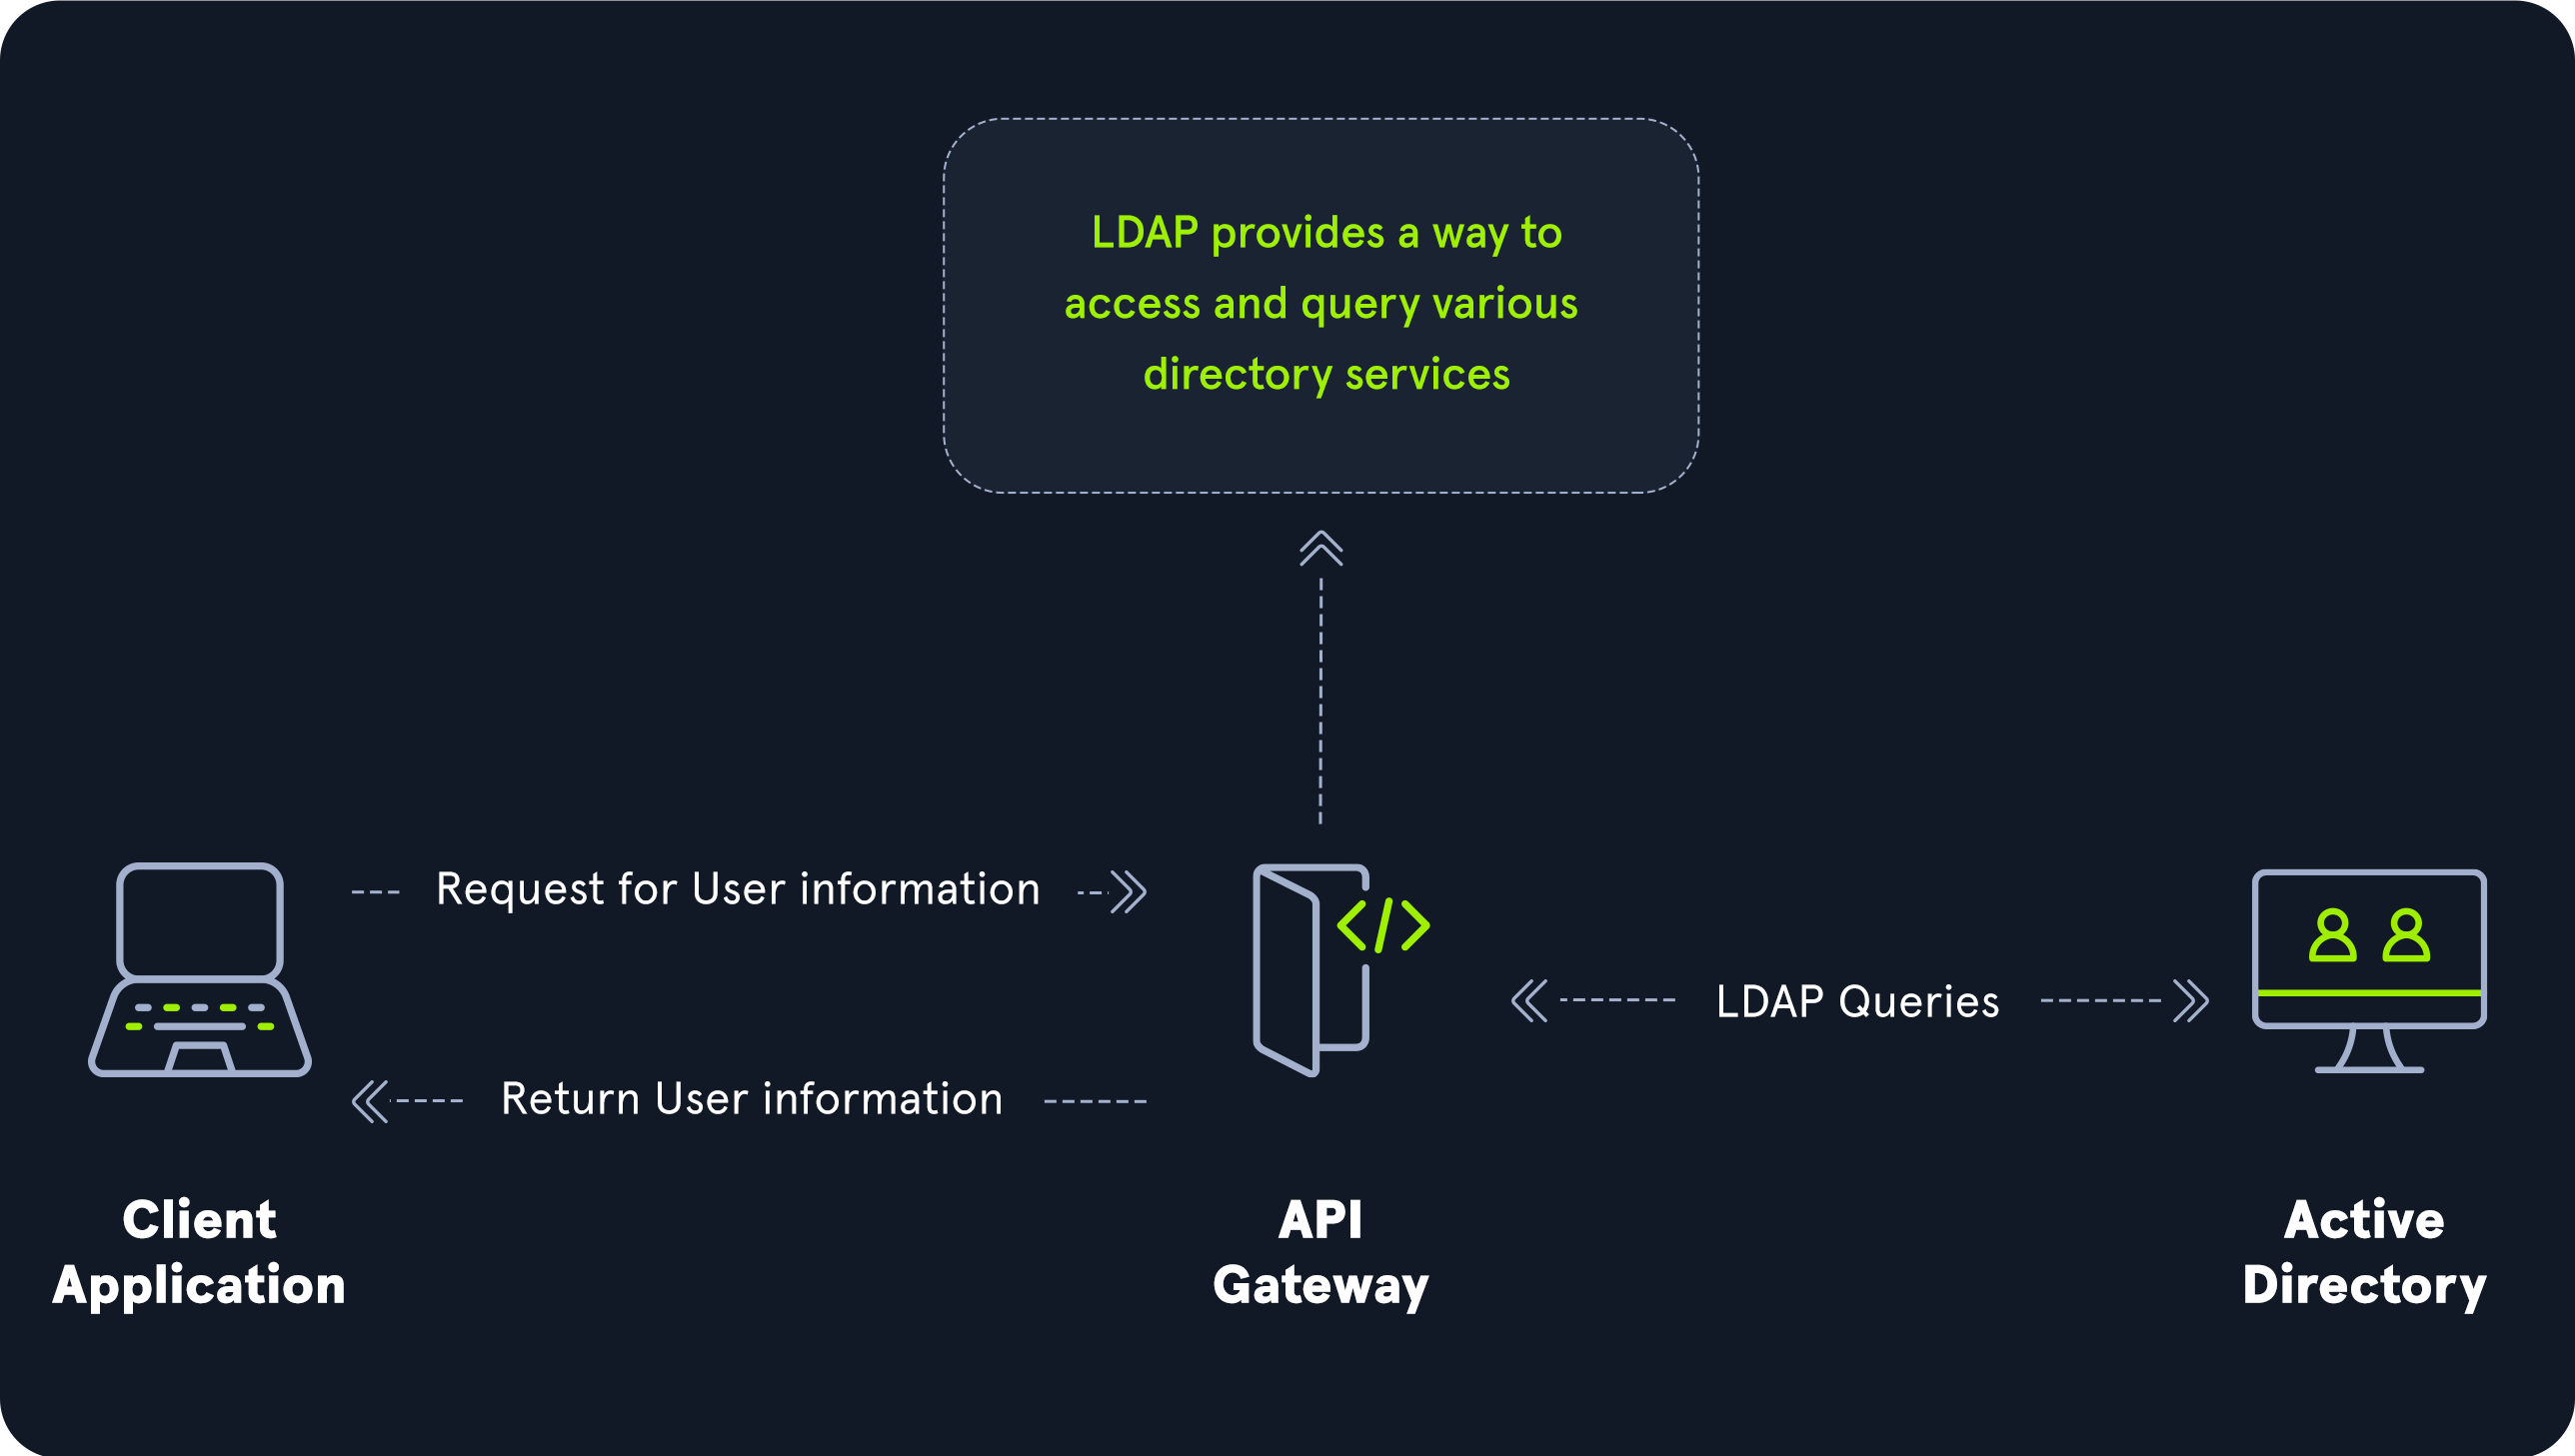 LDAP provides a way to
access and query various
directory services
Request for User information
LDAP Queries
Return User information
Client
Application
API
Gateway
Active
Directory